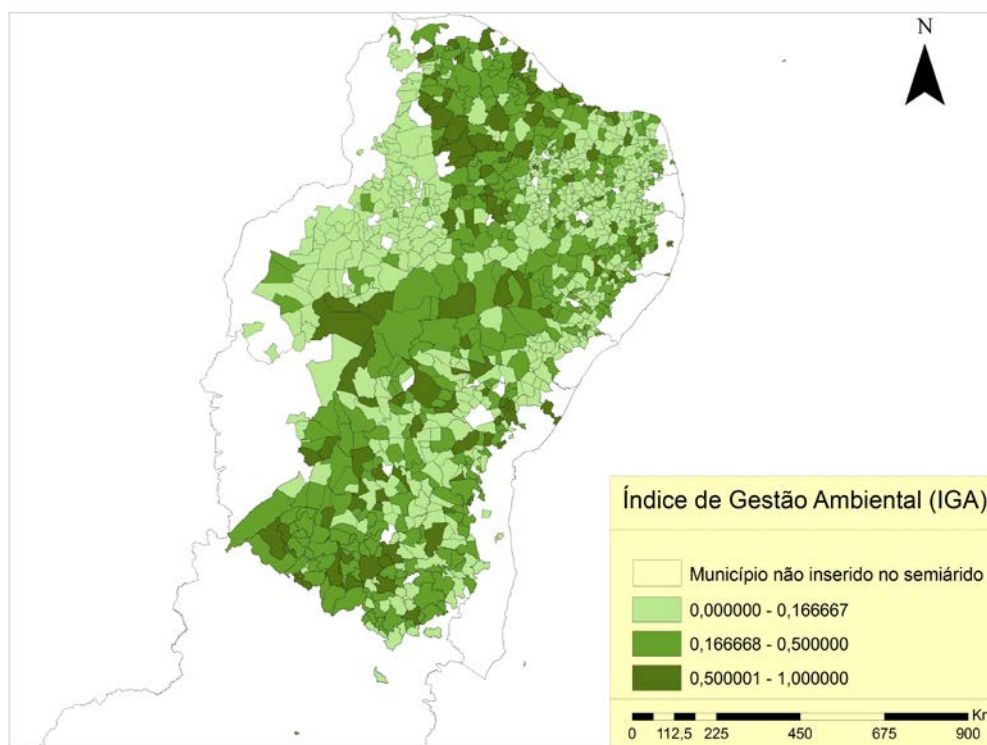 N
Índice de Gestão Ambiental (IGA)
Município não inserido no semiárido
0,000000 - 0,166667
0,166668 - 0,500000
0,500001 - 1,000000
Km
0 112,5 225 450 675 900